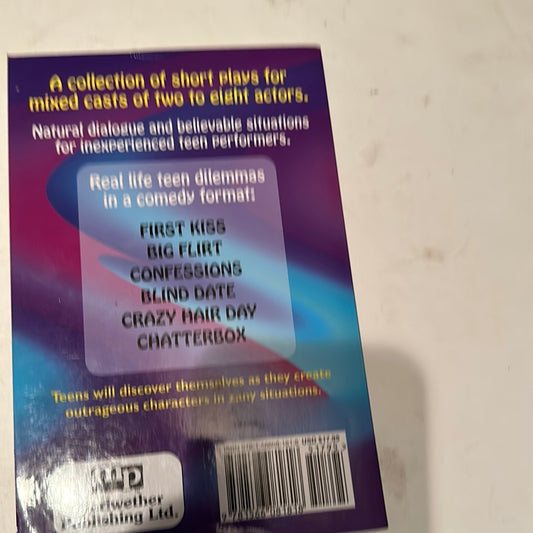 A collection of short plays for
mixed casts of two to eight actors.
Natural dialogue and believable situations
for inexperienced teen performers.
Real life teen dilemmas
in a comedy format:
FIRST KISS
BIG FLIRT
CONFESSIONS
BLIND DATE
CRAZY HAIR DAY
CHATTERBOX
Teens will discover themselves as they create
outrageous characters in zany situations.
Publishing Ltd.